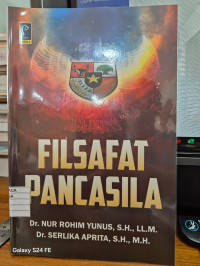 FILSAFAT
PANCASILA
Dr. NUR ROHIM YUNUS, S.H., LL.M.
Dr. SERLIKA APRITA, S.H., M.H.
Galaxy S24 FE